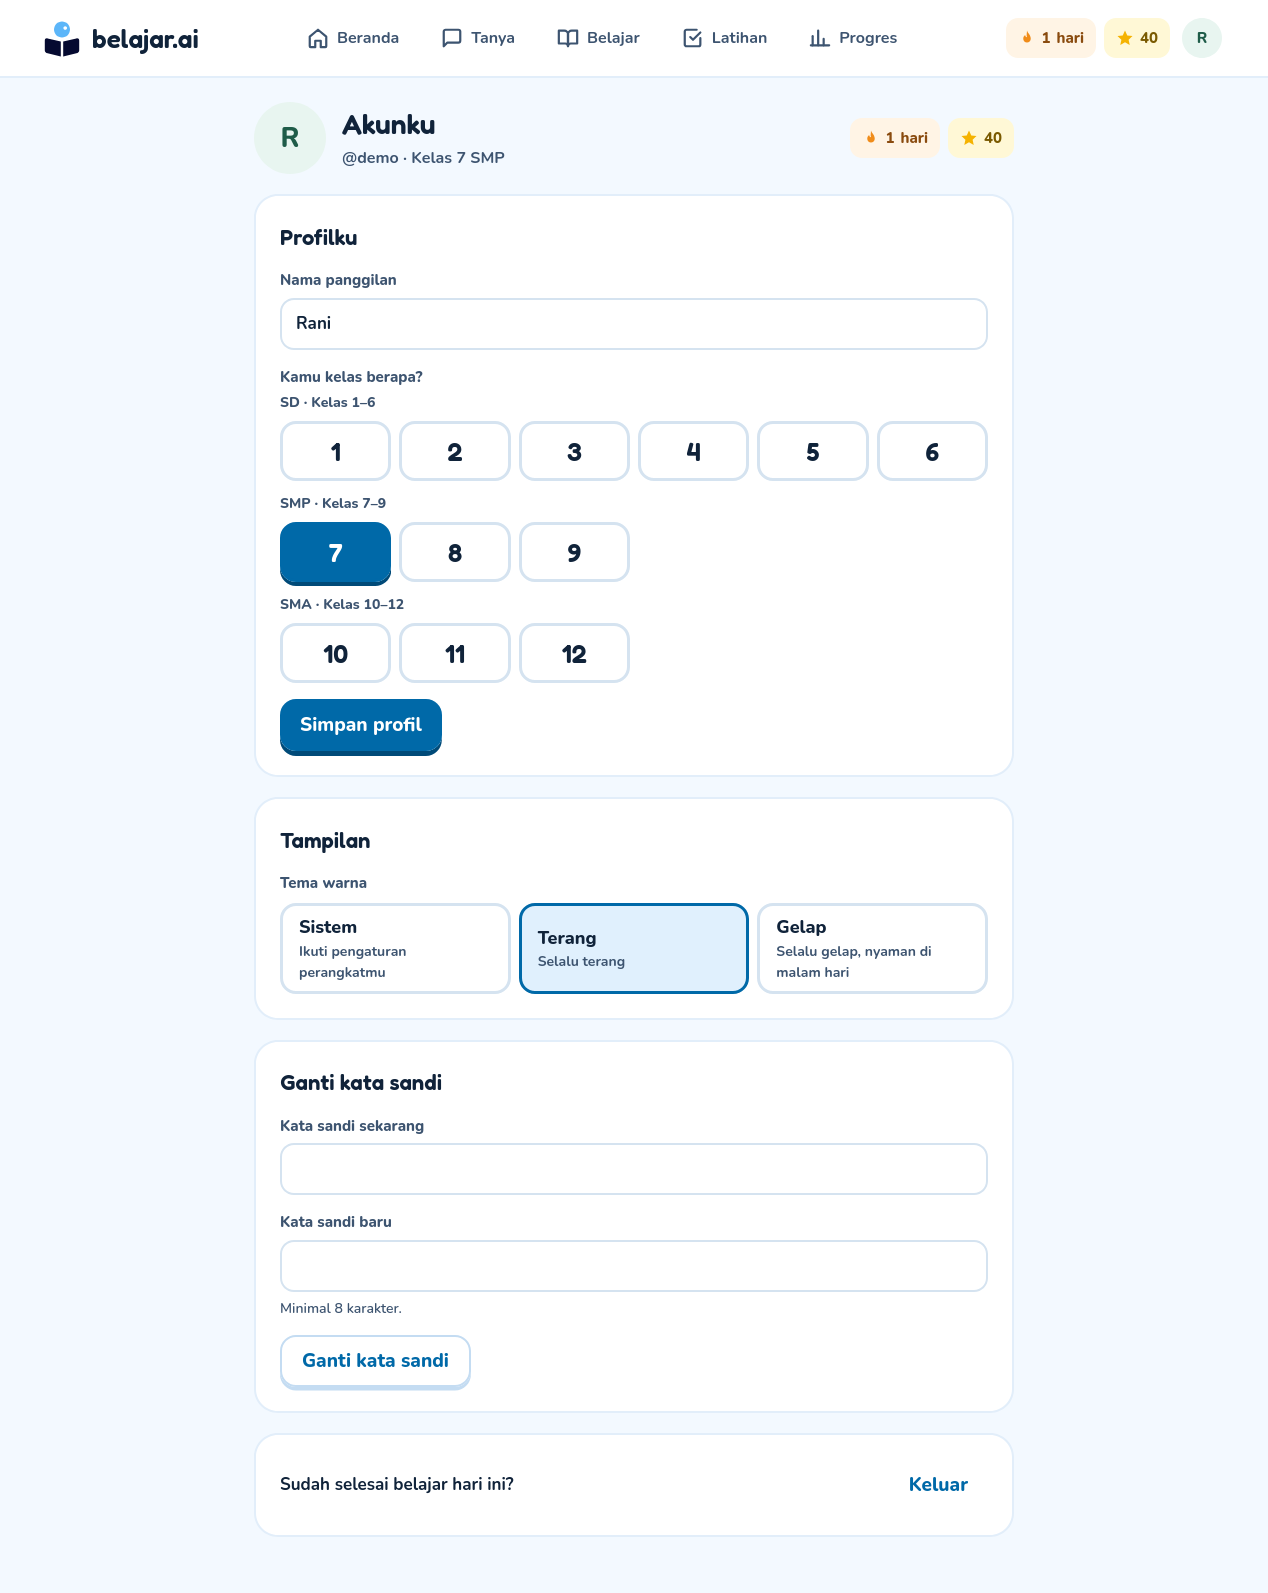 belajar.ai
Beranda
Tanya
Belajar
Latihan
Progres
1 hari
40
R
R
Akunku
@demo · Kelas 7 SMP
1 hari
40
Profilku
Nama panggilan
Rani
Kamu kelas berapa?
SD · Kelas 1–6
1
2
3
4
5
6
SMP · Kelas 7–9
7
8
9
SMA · Kelas 10–12
10
11
12
Simpan profil
Tampilan
Tema warna
Sistem
Ikuti pengaturan
perangkatmu
Terang
Selalu terang
Gelap
Selalu gelap, nyaman di
malam hari
Ganti kata sandi
Kata sandi sekarang
Kata sandi baru
Minimal 8 karakter.
Ganti kata sandi
Sudah selesai belajar hari ini?
Keluar